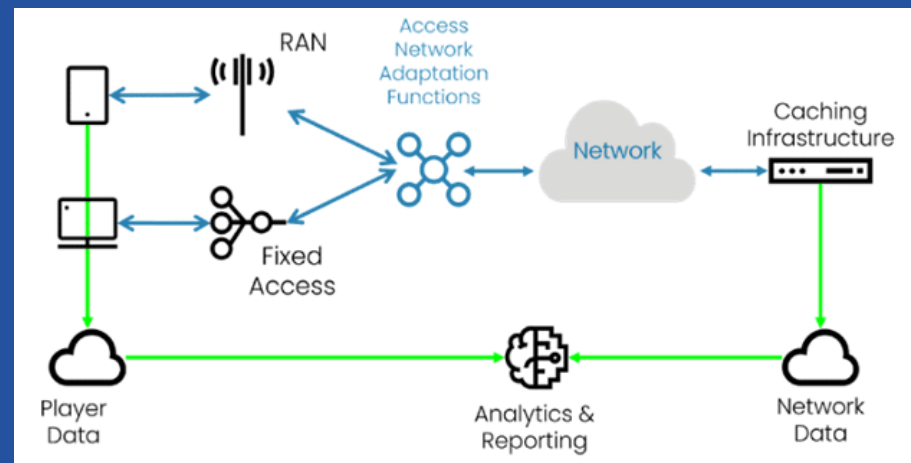 RAN
Access
Network
Adaptation
Functions
Network
Caching
Infrastructure
Fixed
Access
Player
Data
Analytics &
Reporting
Network
Data